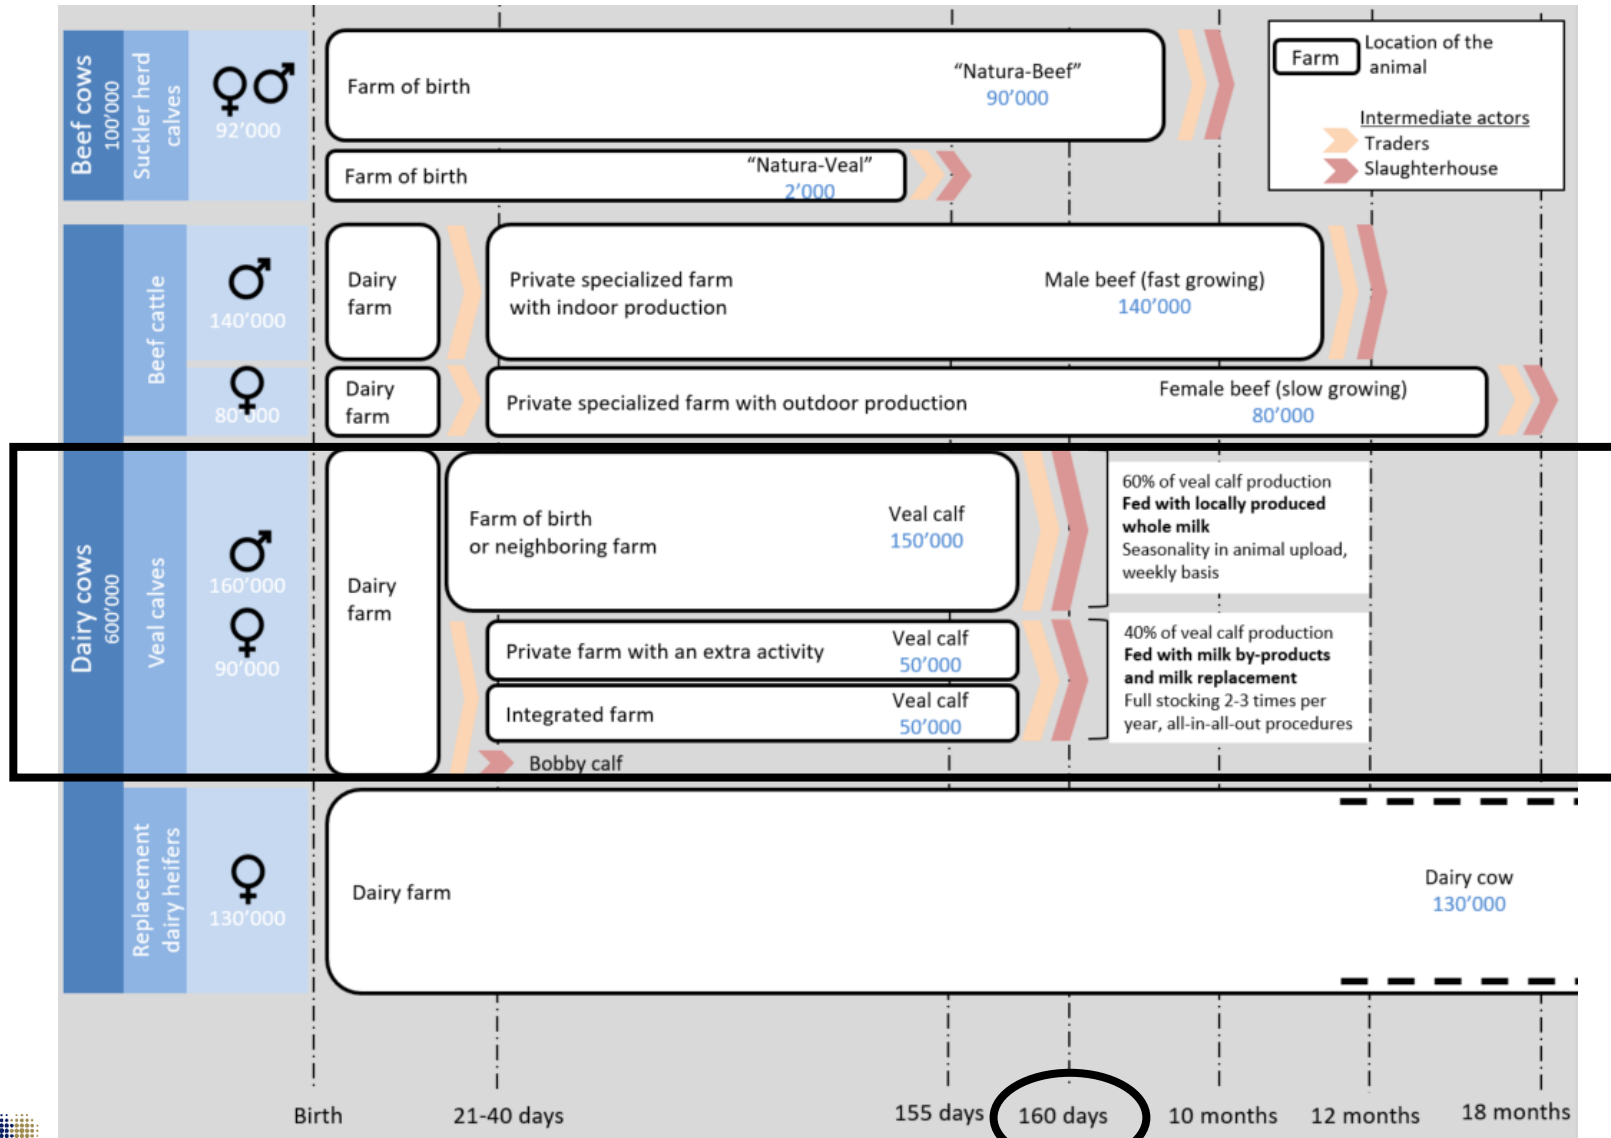 Beef cows
100’000
Suckler herd
calves
92’000
Farm of birth
“Natura-Beef”
90’000
Farm of birth
“Natura-Veal”
2’000
Farm
Location of the
animal
Intermediate actors
Traders
Slaughterhouse
Dairy cows
600’000
Beef cattle
140’000
Dairy
farm
Private specialized farm
with indoor production
Male beef (fast growing)
140’000
80’000
Dairy
farm
Private specialized farm with outdoor production
Female beef (slow growing)
80’000
Veal calves
160’000
90’000
Dairy
farm
Farm of birth
or neighboring farm
Veal calf
150’000
60% of veal calf production
Fed with locally produced
whole milk
Seasonality in animal upload,
weekly basis
Private farm with an extra activity
Veal calf
50’000
Integrated farm
Veal calf
50’000
40% of veal calf production
Fed with milk by-products
and milk replacement
Full stocking 2-3 times per
year, all-in-all-out procedures
Bobby calf
Replacement
dairy heifers
130’000
Dairy farm
Dairy cow
130’000
Birth
21-40 days
155 days
160 days
10 months
12 months
18 months